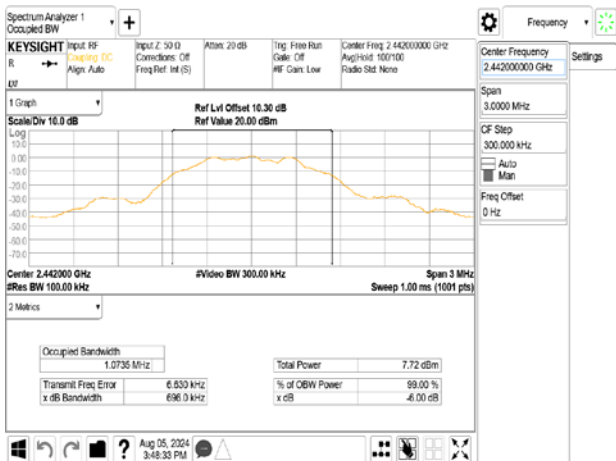 Spectrum Analyzer 1
Occupied BW
Frequency
KEYSIGHT
R
Input: RF
Coupling: DC
Align: Auto
Input Z: 50 Ω
Corrections: Off
Freq Ref: Int (S)
Atten: 20 dB
Trig: Free Run
Gate: Off
#IF Gain: Low
Center Freq: 2.442000000 GHz
Avg|Hold: 100/100
Radio Std: None
Center Frequency
2.442000000 GHz
Settings
Span
3.0000 MHz
CF Step
300.000 kHz
Auto
Man
Freq Offset
0 Hz
1 Graph
Scale/Div 10.0 dB
Ref Lvl Offset 10.30 dB
Ref Value 20.00 dBm
Log
10.0
0.00
-10.0
-20.0
-30.0
-40.0
-50.0
-60.0
-70.0
Center 2.442000 GHz
#Res BW 100.00 kHz
#Video BW 300.00 kHz
Span 3 MHz
Sweep 1.00 ms (1001 pts)
2 Metrics
Occupied Bandwidth
1.0735 MHz
Total Power 7.72 dBm
Transmit Freq Error 6.630 kHz
% of OBW Power 99.00 %
x dB Bandwidth 696.0 kHz
x dB -6.00 dB
Aug 05, 2024
3:48:33 PM